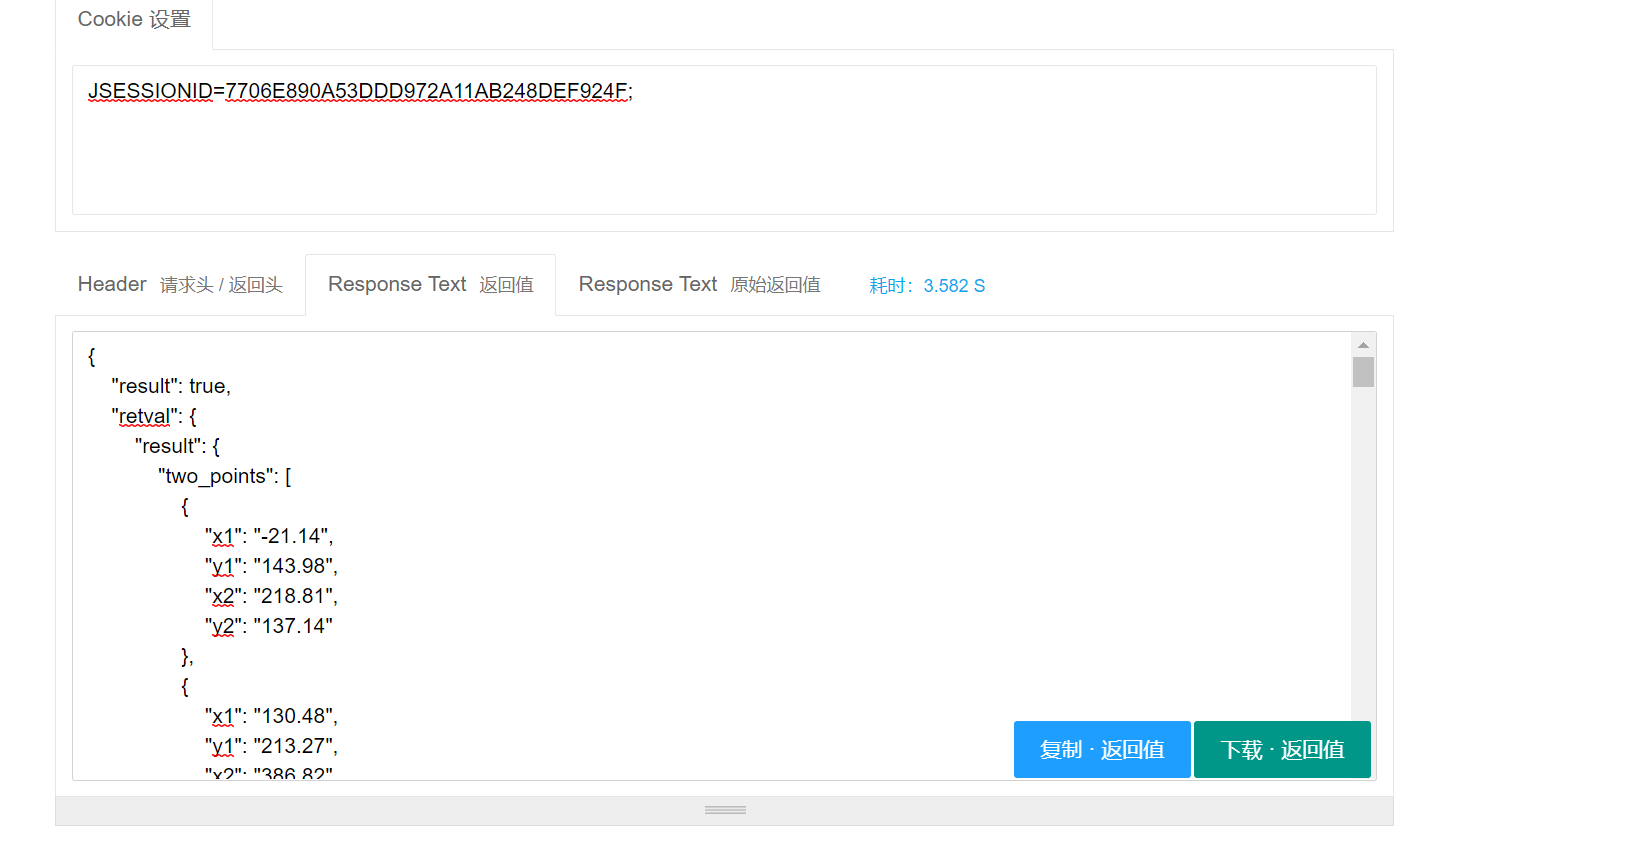 Cookie 设置
JSESSIONID=7706E890A53DDD972A11AB248DEF924F;
Header 请求头 / 返回头 Response Text 返回值 Response Text 原始返回值 耗时：3.582 S
{
"result": true,
"retval": {
"result": {
"two_points": [
{
"x1": "-21.14",
"y1": "143.98",
"x2": "218.81",
"y2": "137.14"
},
{
"x1": "130.48",
"y1": "213.27",
"x2": "386.82"
复制 · 返回值 下载 · 返回值